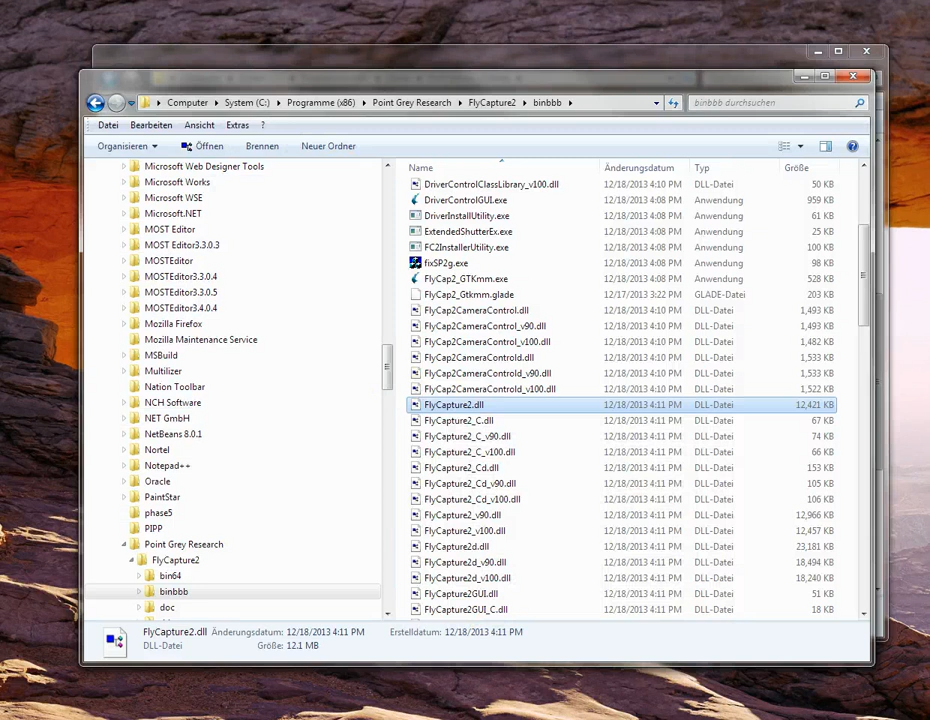 Computer System (C:) Programme (x86) Point Grey Research FlyCapture2 binbbb binbbb durchsuchen
Datei Bearbeiten Ansicht Extras ?
Organisieren Öffnen Brennen Neuer Ordner
Microsoft Web Designer Tools
Microsoft Works
Microsoft WSE
Microsoft.NET
MOST Editor
MOST Editor3.3.0.3
MOSTEditor
MOSTEditor3.3.0.4
MOSTEditor3.3.0.5
MOSTEditor3.4.0.4
Mozilla Firefox
Mozilla Maintenance Service
MSBuild
Multilizer
Nation Toolbar
NCH Software
NET GmbH
NetBeans 8.0.1
Nortel
Notepad++
Oracle
PaintStar
phase5
PIPP
Point Grey Research
FlyCapture2
bin64
binbbb
doc
Name Änderungsdatum Typ Größe
DriverControlClassLibrary_v100.dll 12/18/2013 4:10 PM DLL-Datei 50 KB
DriverControlGUI.exe 12/18/2013 4:08 PM Anwendung 959 KB
DriverInstallUtility.exe 12/18/2013 4:08 PM Anwendung 61 KB
ExtendedShutterEx.exe 12/18/2013 4:08 PM Anwendung 25 KB
FC2InstallerUtility.exe 12/18/2013 4:08 PM Anwendung 100 KB
fixSP2g.exe 12/18/2013 4:08 PM Anwendung 98 KB
FlyCap2_GTKmm.exe 12/18/2013 4:08 PM Anwendung 528 KB
FlyCap2_Gtkmm.glade 12/17/2013 3:22 PM GLADE-Datei 203 KB
FlyCap2CameraControl.dll 12/18/2013 4:10 PM DLL-Datei 1,493 KB
FlyCap2CameraControl_v90.dll 12/18/2013 4:10 PM DLL-Datei 1,493 KB
FlyCap2CameraControl_v100.dll 12/18/2013 4:10 PM DLL-Datei 1,482 KB
FlyCap2CameraControld.dll 12/18/2013 4:10 PM DLL-Datei 1,533 KB
FlyCap2CameraControld_v90.dll 12/18/2013 4:10 PM DLL-Datei 1,533 KB
FlyCap2CameraControld_v100.dll 12/18/2013 4:10 PM DLL-Datei 1,522 KB
FlyCapture2.dll 12/18/2013 4:11 PM DLL-Datei 12,421 KB
FlyCapture2_C.dll 12/18/2013 4:11 PM DLL-Datei 67 KB
FlyCapture2_C_v90.dll 12/18/2013 4:11 PM DLL-Datei 74 KB
FlyCapture2_C_v100.dll 12/18/2013 4:11 PM DLL-Datei 66 KB
FlyCapture2_Cd.dll 12/18/2013 4:11 PM DLL-Datei 153 KB
FlyCapture2_Cd_v90.dll 12/18/2013 4:11 PM DLL-Datei 105 KB
FlyCapture2_Cd_v100.dll 12/18/2013 4:11 PM DLL-Datei 106 KB
FlyCapture2_v90.dll 12/18/2013 4:11 PM DLL-Datei 12,966 KB
FlyCapture2_v100.dll 12/18/2013 4:11 PM DLL-Datei 12,457 KB
FlyCapture2d.dll 12/18/2013 4:11 PM DLL-Datei 23,181 KB
FlyCapture2d_v90.dll 12/18/2013 4:11 PM DLL-Datei 18,494 KB
FlyCapture2d_v100.dll 12/18/2013 4:11 PM DLL-Datei 18,240 KB
FlyCapture2GUI.dll 12/18/2013 4:11 PM DLL-Datei 51 KB
FlyCapture2GUI_C.dll 12/18/2013 4:11 PM DLL-Datei 18 KB
FlyCapture2.dll Änderungsdatum: 12/18/2013 4:11 PM Erstelldatum: 12/18/2013 4:11 PM
DLL-Datei Größe: 12.1 MB